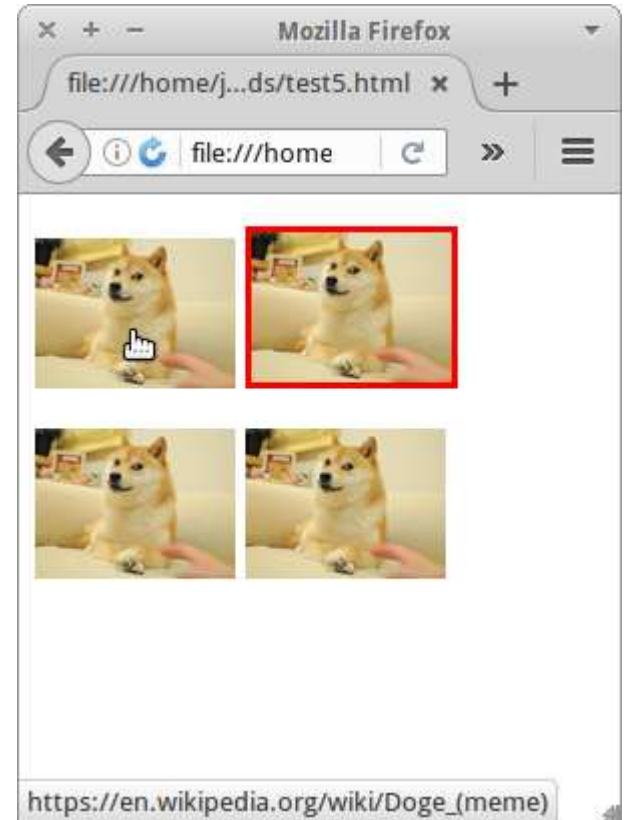 Mozilla Firefox
file:///home/j...ds/test5.html
file:///home
https://en.wikipedia.org/wiki/Doge_(meme)